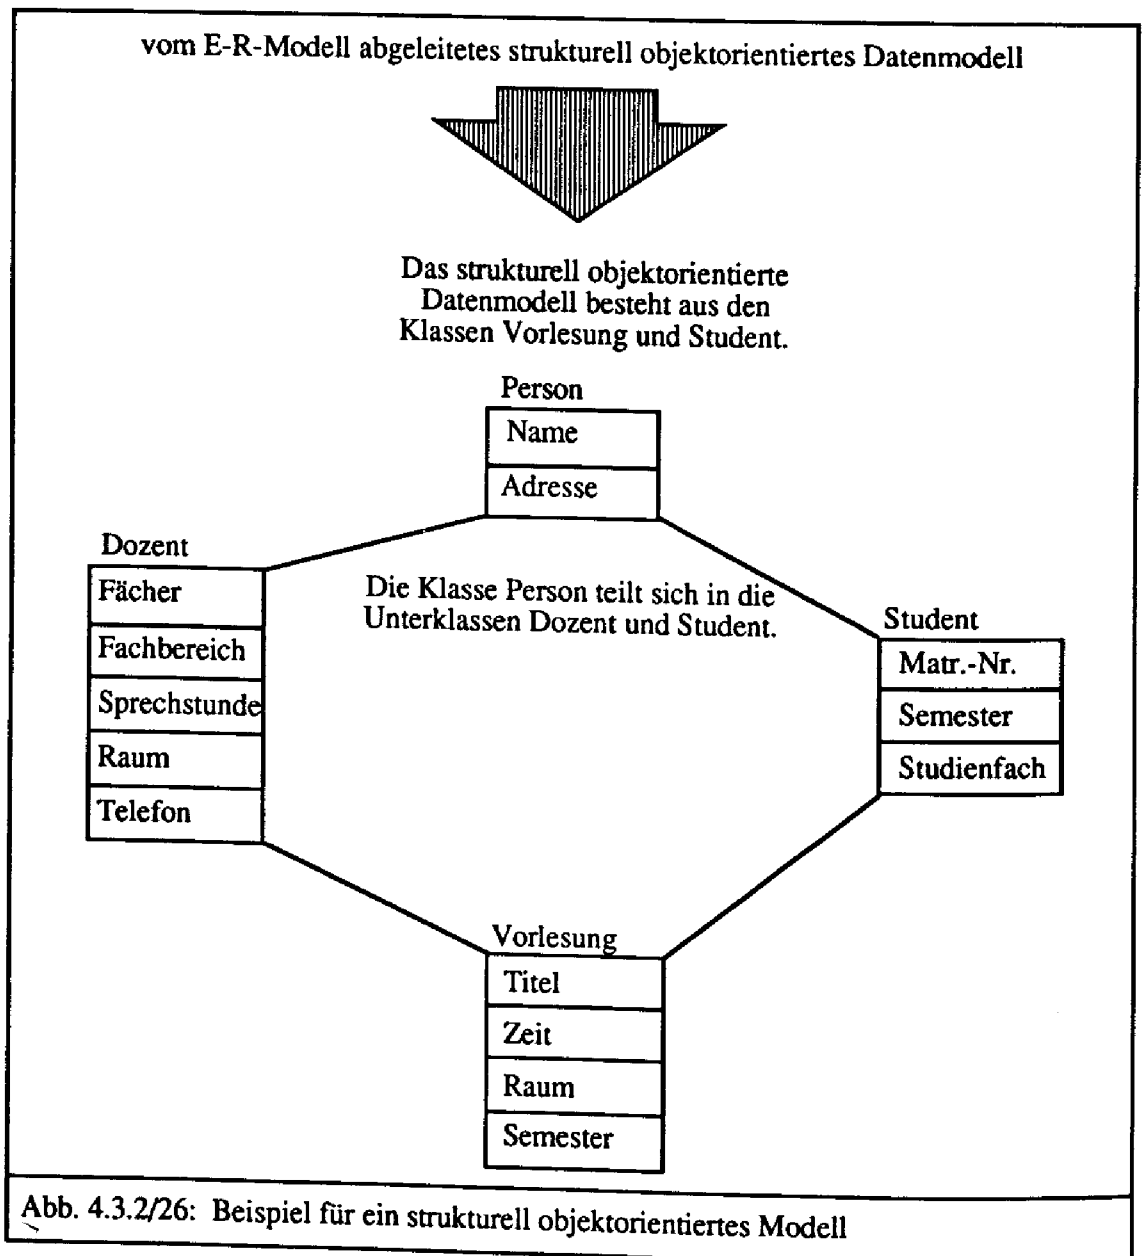 vom E-R-Modell abgeleitetes strukturell objektorientiertes Datenmodell
Das strukturell objektorientierte
Datenmodell besteht aus den
Klassen Vorlesung und Student.
Person
Name
Adresse
Dozent
Fächer
Fachbereich
Sprechstunde
Raum
Telefon
Die Klasse Person teilt sich in die
Unterklassen Dozent und Student.
Student
Matr.-Nr.
Semester
Studienfach
Vorlesung
Titel
Zeit
Raum
Semester
Abb. 4.3.2/26: Beispiel für ein strukturell objektorientiertes Modell